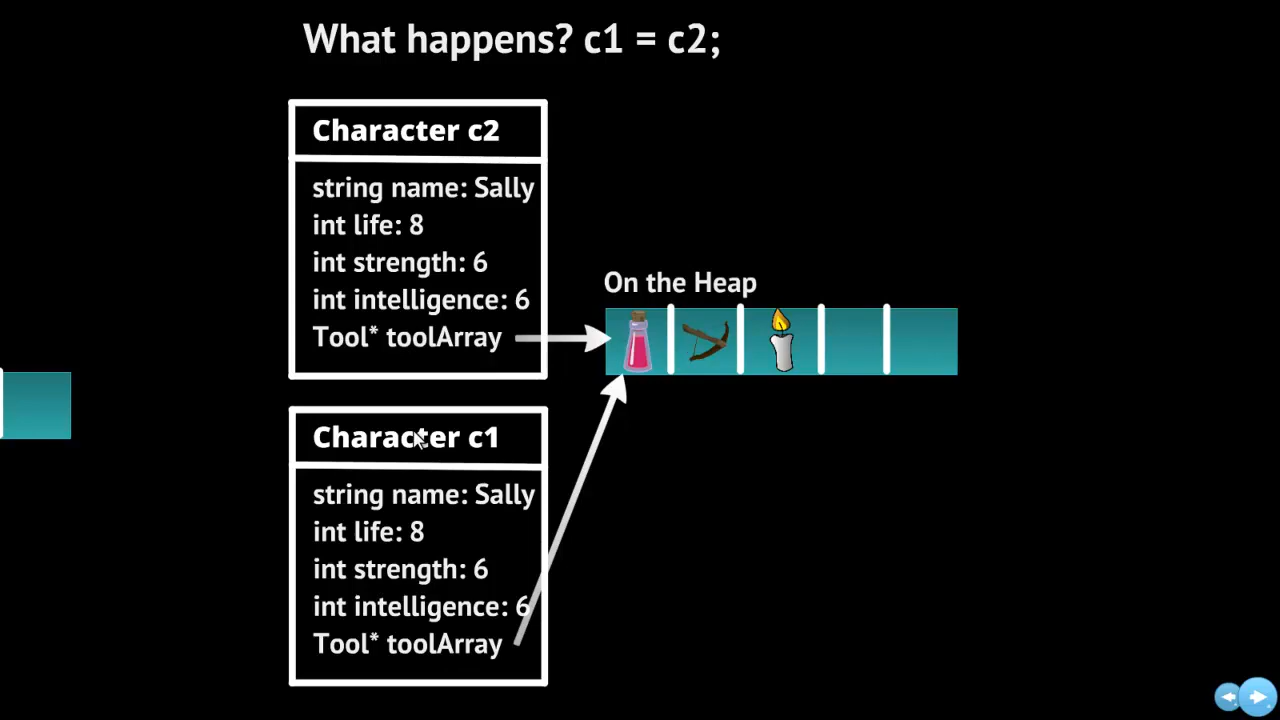 What happens? c1 = c2;
Character c2
string name: Sally
int life: 8
int strength: 6
int intelligence: 6
Tool* toolArray
On the Heap
Character c1
string name: Sally
int life: 8
int strength: 6
int intelligence: 6
Tool* toolArray